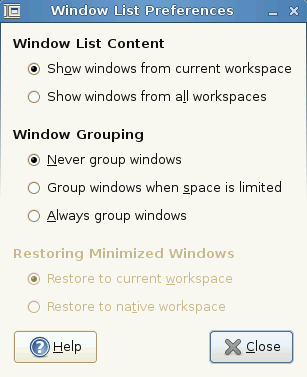 Window List Preferences
Window List Content
Show windows from current workspace
Show windows from all workspaces
Window Grouping
Never group windows
Group windows when space is limited
Always group windows
Restoring Minimized Windows
Restore to current workspace
Restore to native workspace
Help
Close